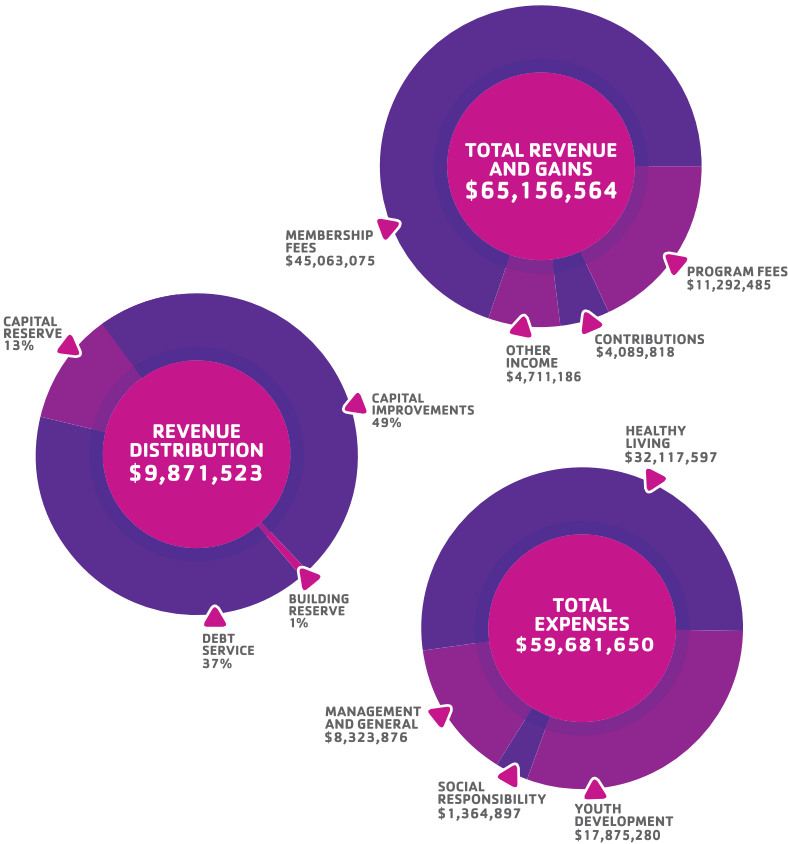 TOTAL REVENUE
AND GAINS
$65,156,564
MEMBERSHIP
FEES
$45,063,075
PROGRAM FEES
$11,292,485
CONTRIBUTIONS
$4,089,818
OTHER
INCOME
$4,711,186
CAPITAL
RESERVE
13%
CAPITAL
IMPROVEMENTS
49%
REVENUE
DISTRIBUTION
$9,871,523
BUILDING
RESERVE
1%
DEBT
SERVICE
37%
HEALTHY
LIVING
$32,117,597
TOTAL
EXPENSES
$59,681,650
MANAGEMENT
AND GENERAL
$8,323,876
SOCIAL
RESPONSIBILITY
$1,364,897
YOUTH
DEVELOPMENT
$17,875,280